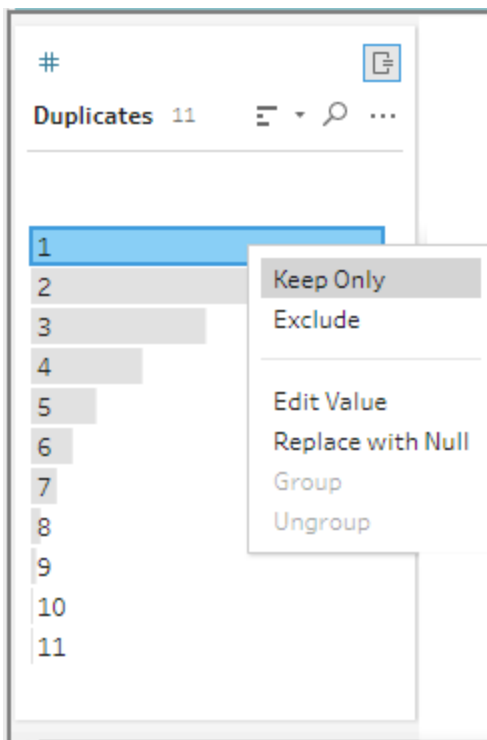 #
Duplicates 11
1
2
3
4
5
6
7
8
9
10
11
Keep Only
Exclude
Edit Value
Replace with Null
Group
Ungroup